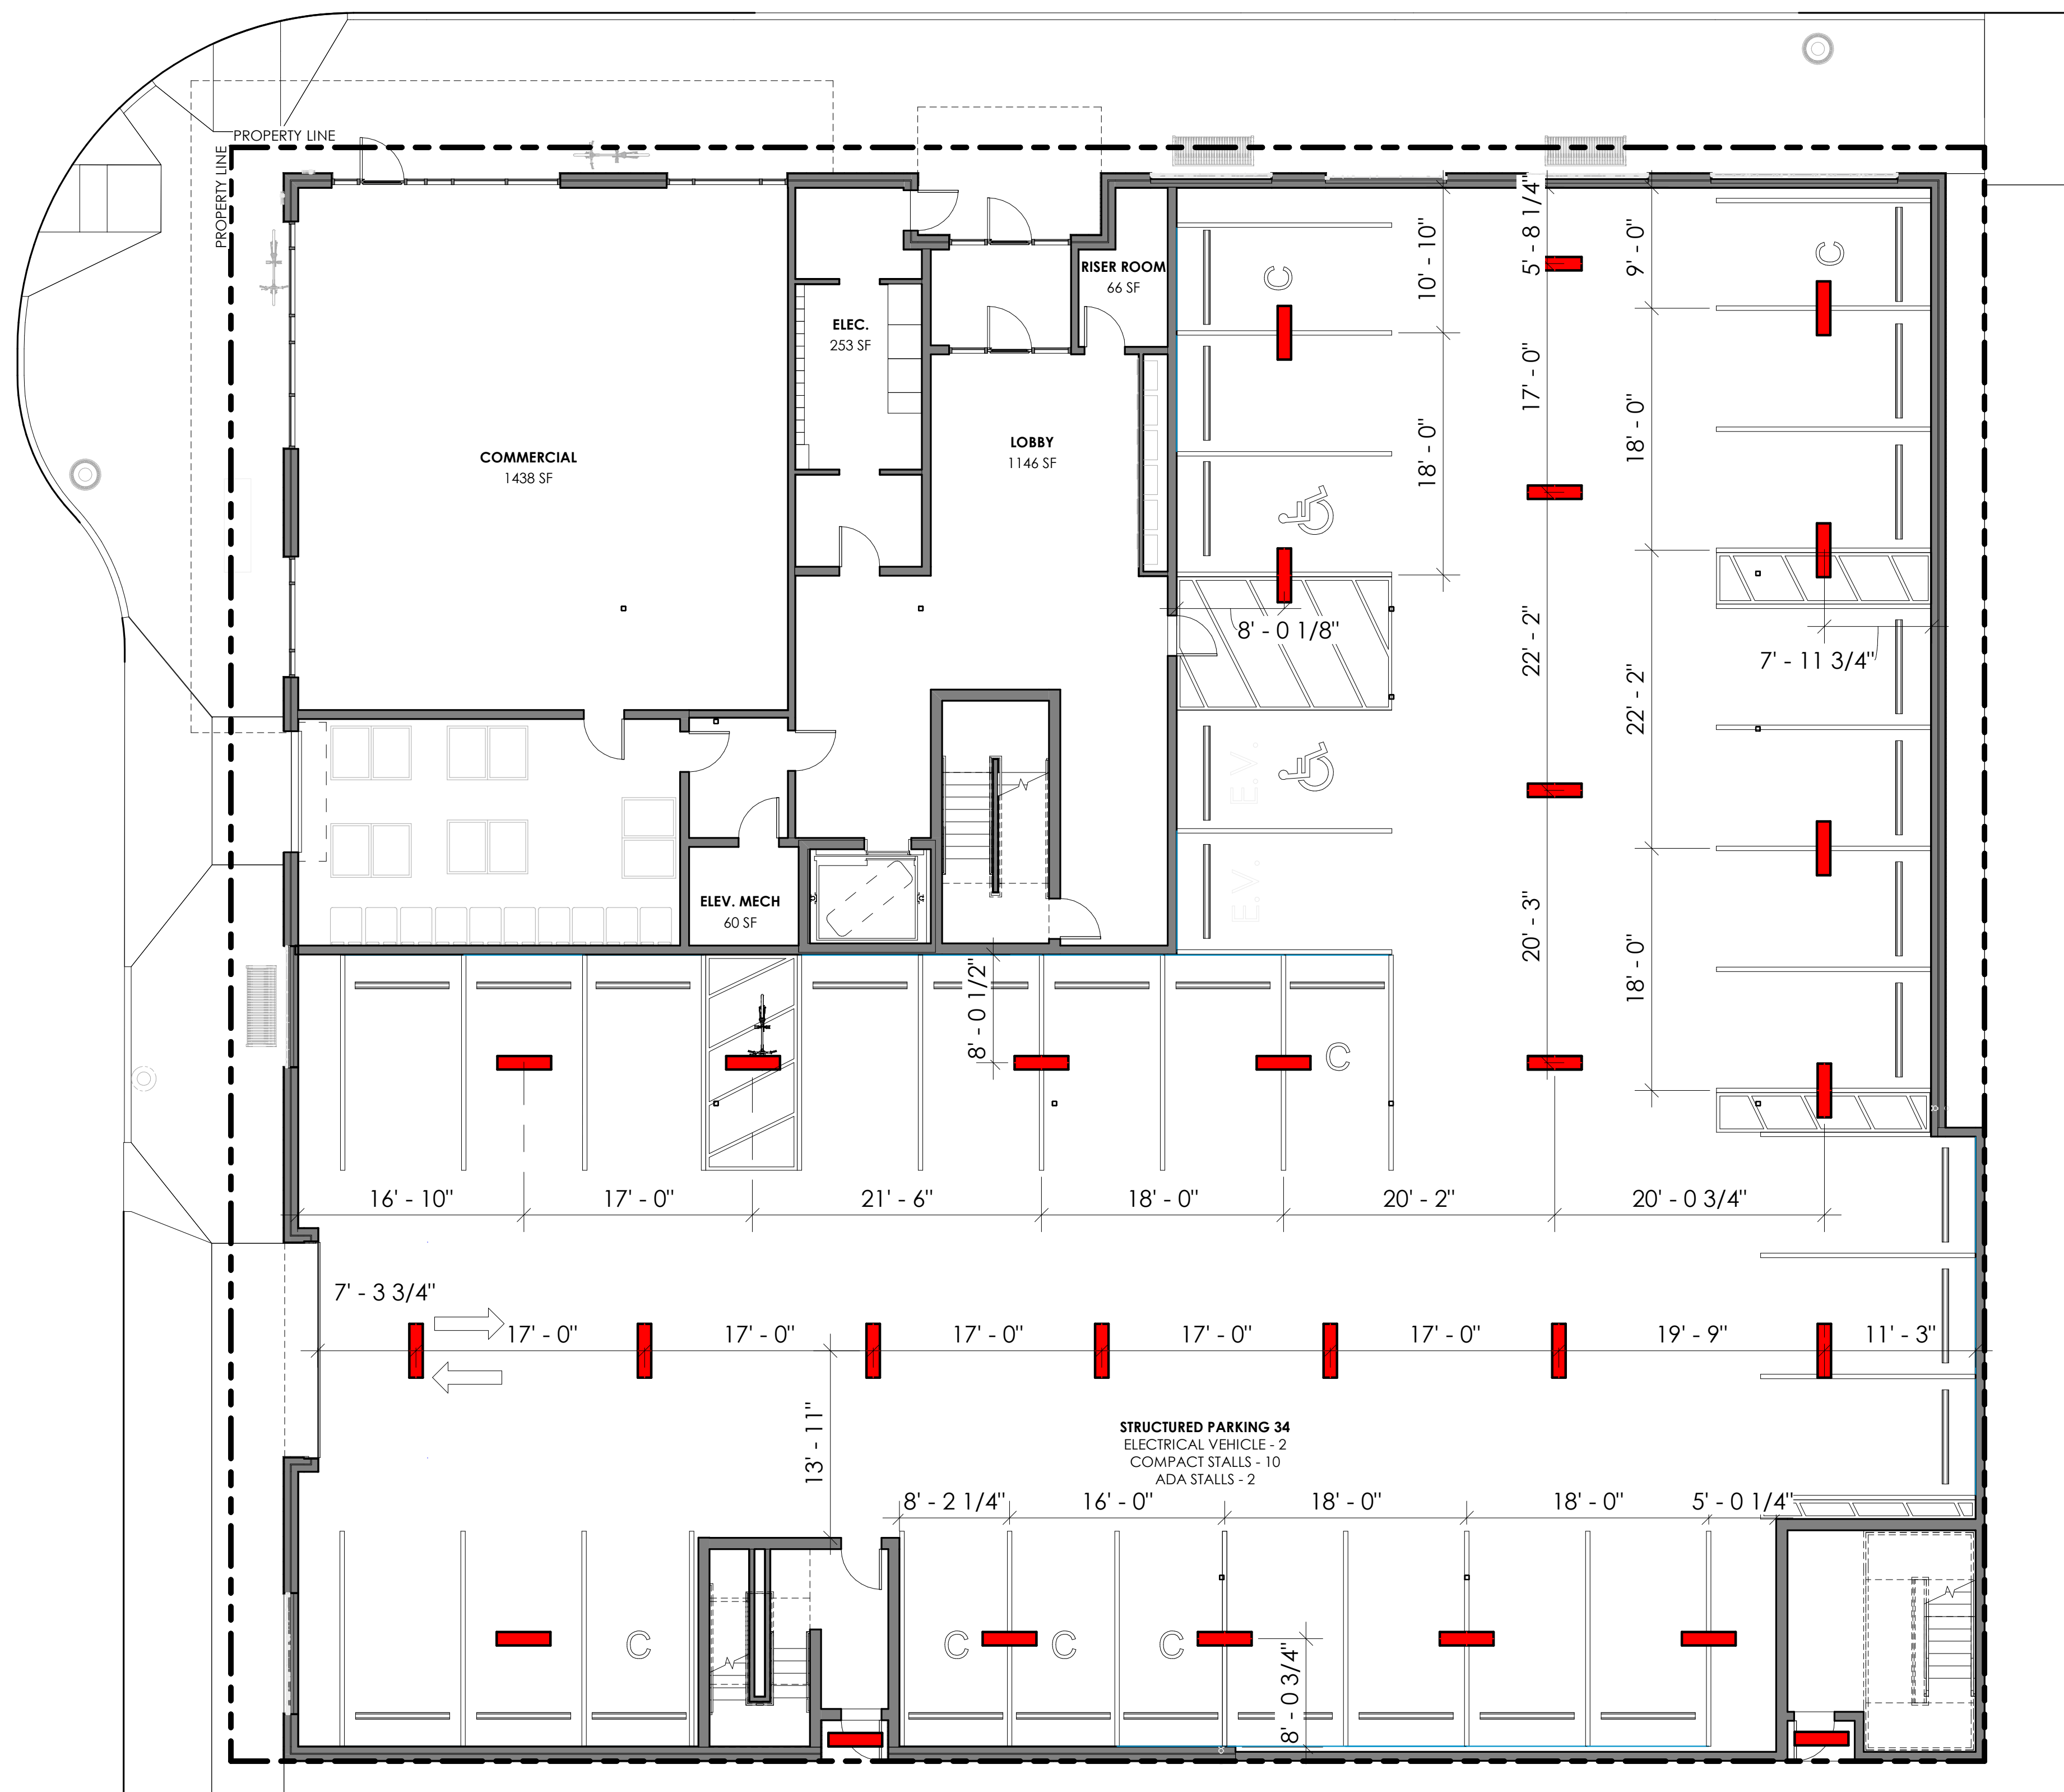 PROPERTY LINE
PROPERTY LINE
C
C
10' - 10"
5' - 8 1/4"
9' - 0"
RISER ROOM
66 SF
ELEC.
253 SF
17' - 0"
18' - 0"
18' - 0"
LOBBY
1146 SF
COMMERCIAL
1438 SF
8' - 0 1/8"
22' - 2"
7' - 11 3/4"
22' - 2"
E.V.
E.V.
ELEV. MECH
60 SF
20' - 3"
18' - 0"
8' - 0 1/2"
C
16' - 10"
17' - 0"
21' - 6"
18' - 0"
20' - 2"
20' - 0 3/4"
7' - 3 3/4"
17' - 0"
17' - 0"
17' - 0"
17' - 0"
17' - 0"
19' - 9"
11' - 3"
13' - 11"
STRUCTURED PARKING 34
ELECTRICAL VEHICLE - 2
COMPACT STALLS - 10
ADA STALLS - 2
8' - 2 1/4"
16' - 0"
18' - 0"
18' - 0"
5' - 0 1/4"
C
C
C
C
8' - 0 3/4"